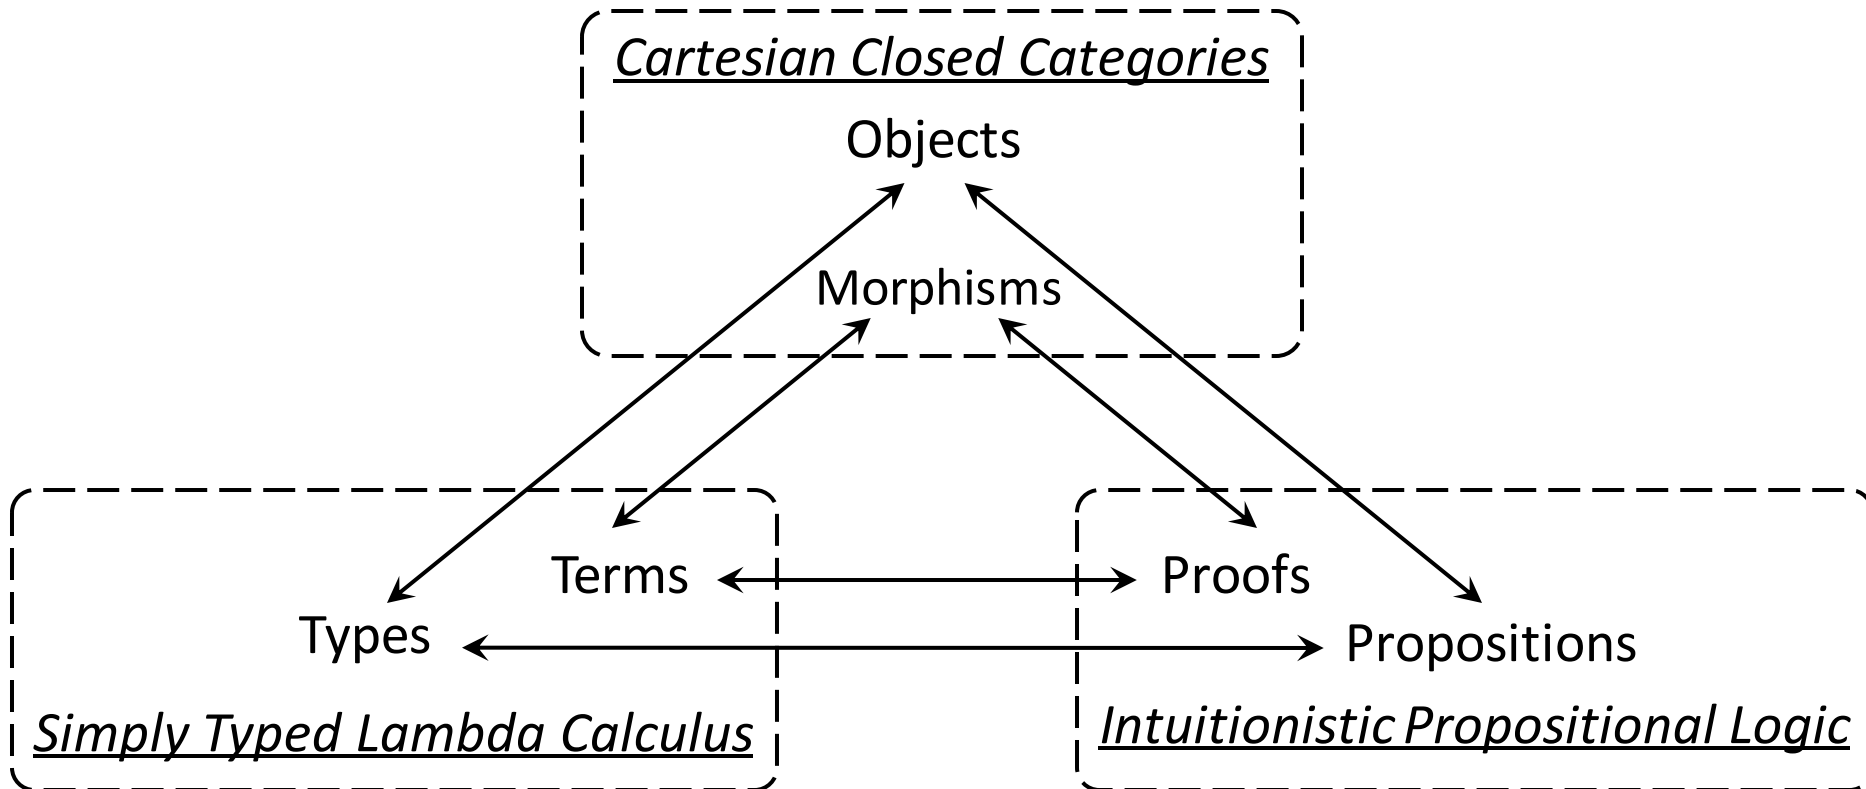 Cartesian Closed Categories
Objects
Morphisms
Terms
Types
Simply Typed Lambda Calculus
Proofs
Propositions
Intuitionistic Propositional Logic